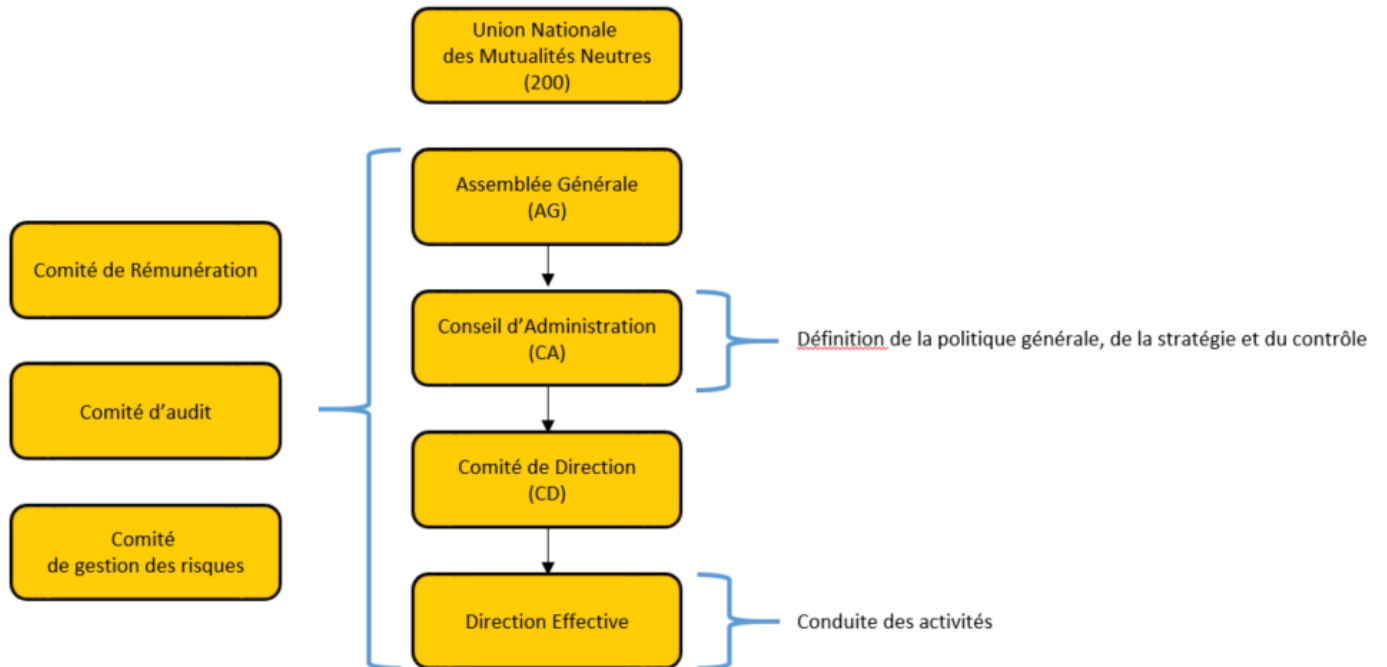 Union Nationale
des Mutualités Neutres
(200)
Assemblée Générale
(AG)
Comité de Rémunération
Conseil d’Administration
(CA)
Définition de la politique générale, de la stratégie et du contrôle
Comité d’audit
Comité de Direction
(CD)
Comité
de gestion des risques
Direction Effective
Conduite des activités